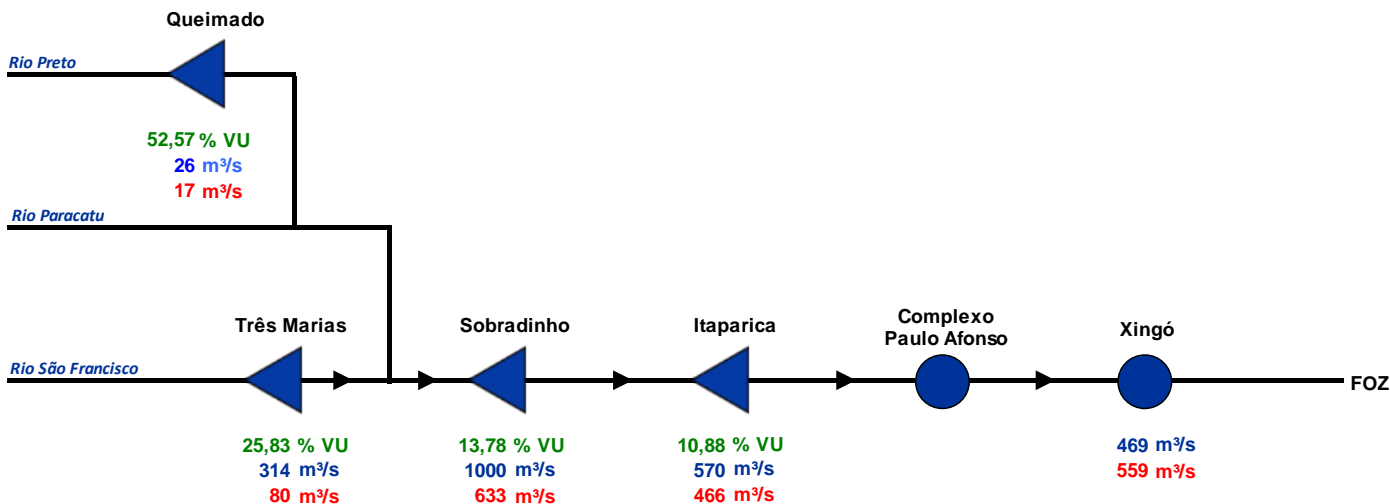 Queimado
Rio Preto
52,57 % VU
26 m³/s
17 m³/s
Rio Paracatu
Três Marias
Sobradinho
Itaparica
Complexo
Paulo Afonso
Xingó
Rio São Francisco
FOZ
25,83 % VU
314 m³/s
80 m³/s
13,78 % VU
1000 m³/s
633 m³/s
10,88 % VU
570 m³/s
466 m³/s
469 m³/s
559 m³/s